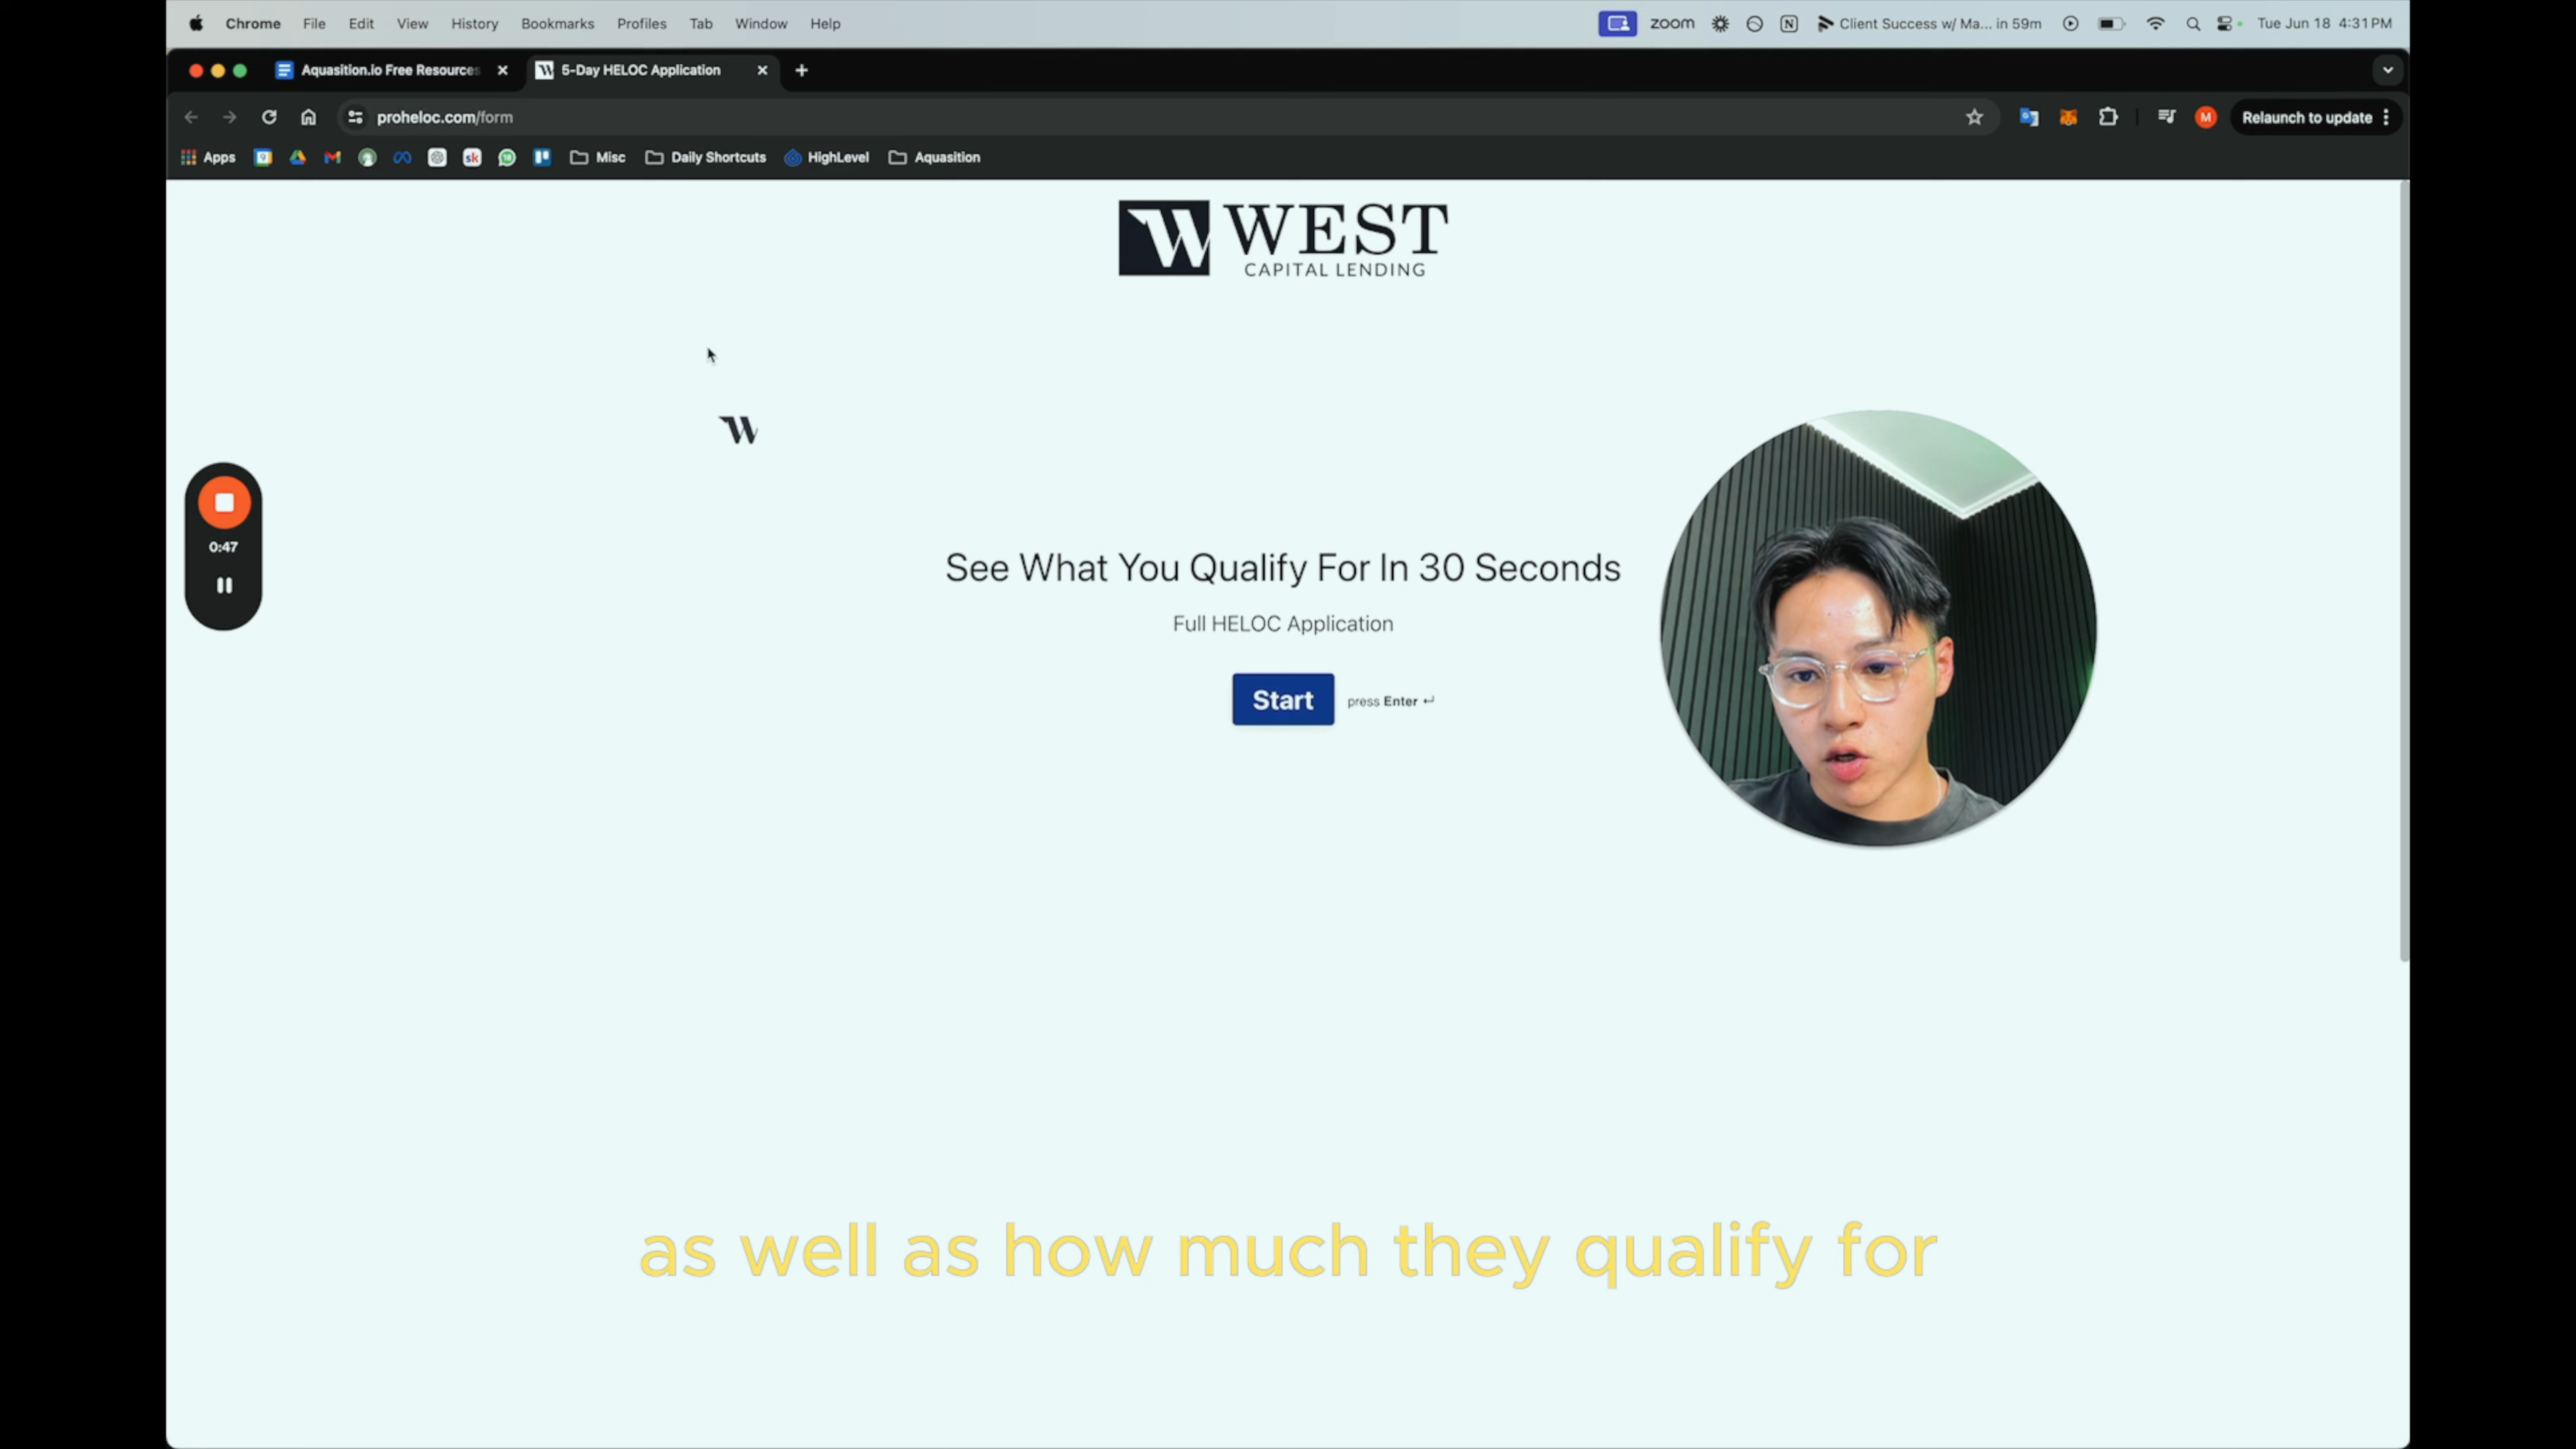 Chrome File Edit View History Bookmarks Profiles Tab Window Help zoom N Client Success w/ Ma... in 59m Tue Jun 18 4:31 PM
Aquasition.io Free Resources 5-Day HELOC Application
proheloc.com/form M Relaunch to update
Apps sk Misc Daily Shortcuts HighLevel Aquasition
W WEST
CAPITAL LENDING
W
0:47
See What You Qualify For In 30 Seconds
Full HELOC Application
Start press Enter ↵
as well as how much they qualify for